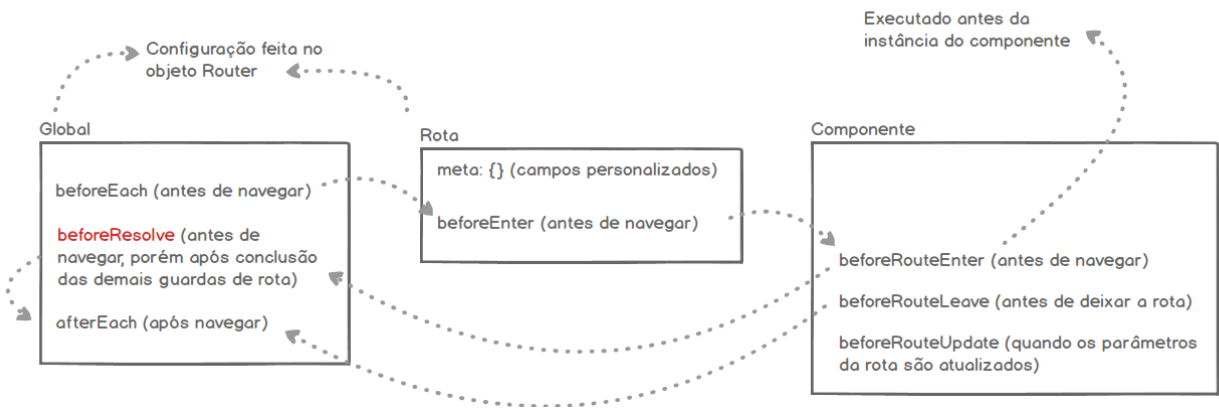 Configuração feita no
objeto Router
Executado antes da
instância do componente
Global
beforeEach (antes de navegar)
beforeResolve (antes de
navegar, porém após conclusão
das demais guardas de rota)
afterEach (após navegar)
Rota
meta: {} (campos personalizados)
beforeEnter (antes de navegar)
Componente
beforeRouteEnter (antes de navegar)
beforeRouteLeave (antes de deixar a rota)
beforeRouteUpdate (quando os parâmetros
da rota são atualizados)